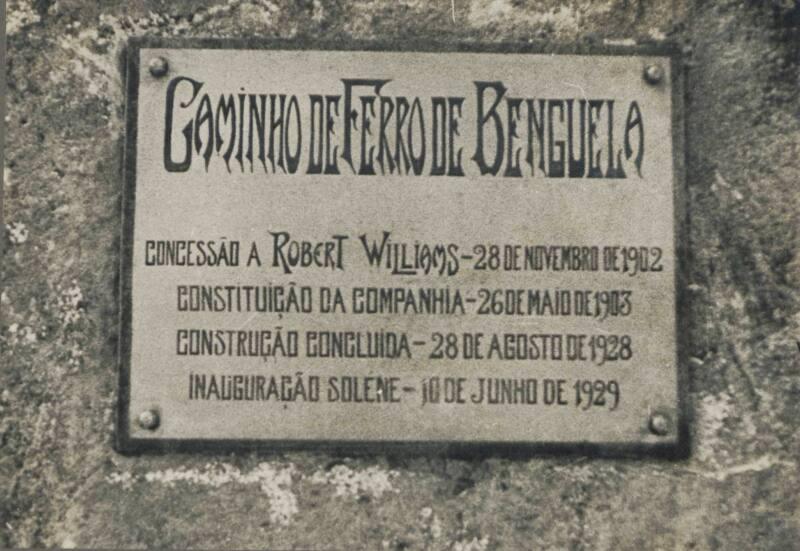 CAMINHO DE FERRO DE BENGUELA
CONCESSÃO A ROBERT WILLIAMS-28 DE NOVEMBRO DE 1902
CONSTITUIÇÃO DA COMPANHIA-26 DE MAIO DE 1903
CONSTRUÇÃO CONCLUIDA-28 DE AGOSTO DE 1928
INAUGURAÇÃO SOLENE-10 DE JUNHO DE 1929